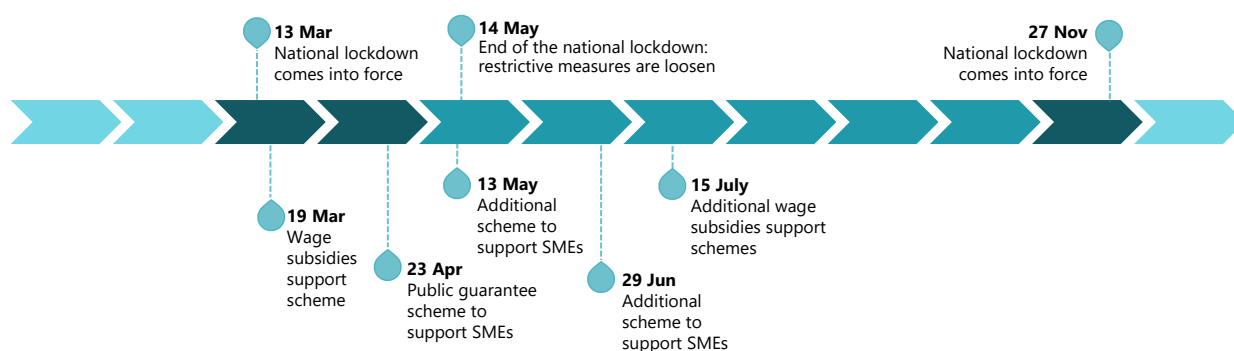 13 Mar
National lockdown
comes into force
14 May
End of the national lockdown:
restrictive measures are loosen
27 Nov
National lockdown
comes into force
19 Mar
Wage
subsidies
support
scheme
23 Apr
Public guarantee
scheme to
support SMEs
13 May
Additional
scheme to
support SMEs
29 Jun
Additional
scheme to
support SMEs
15 July
Additional wage
subsidies support
schemes